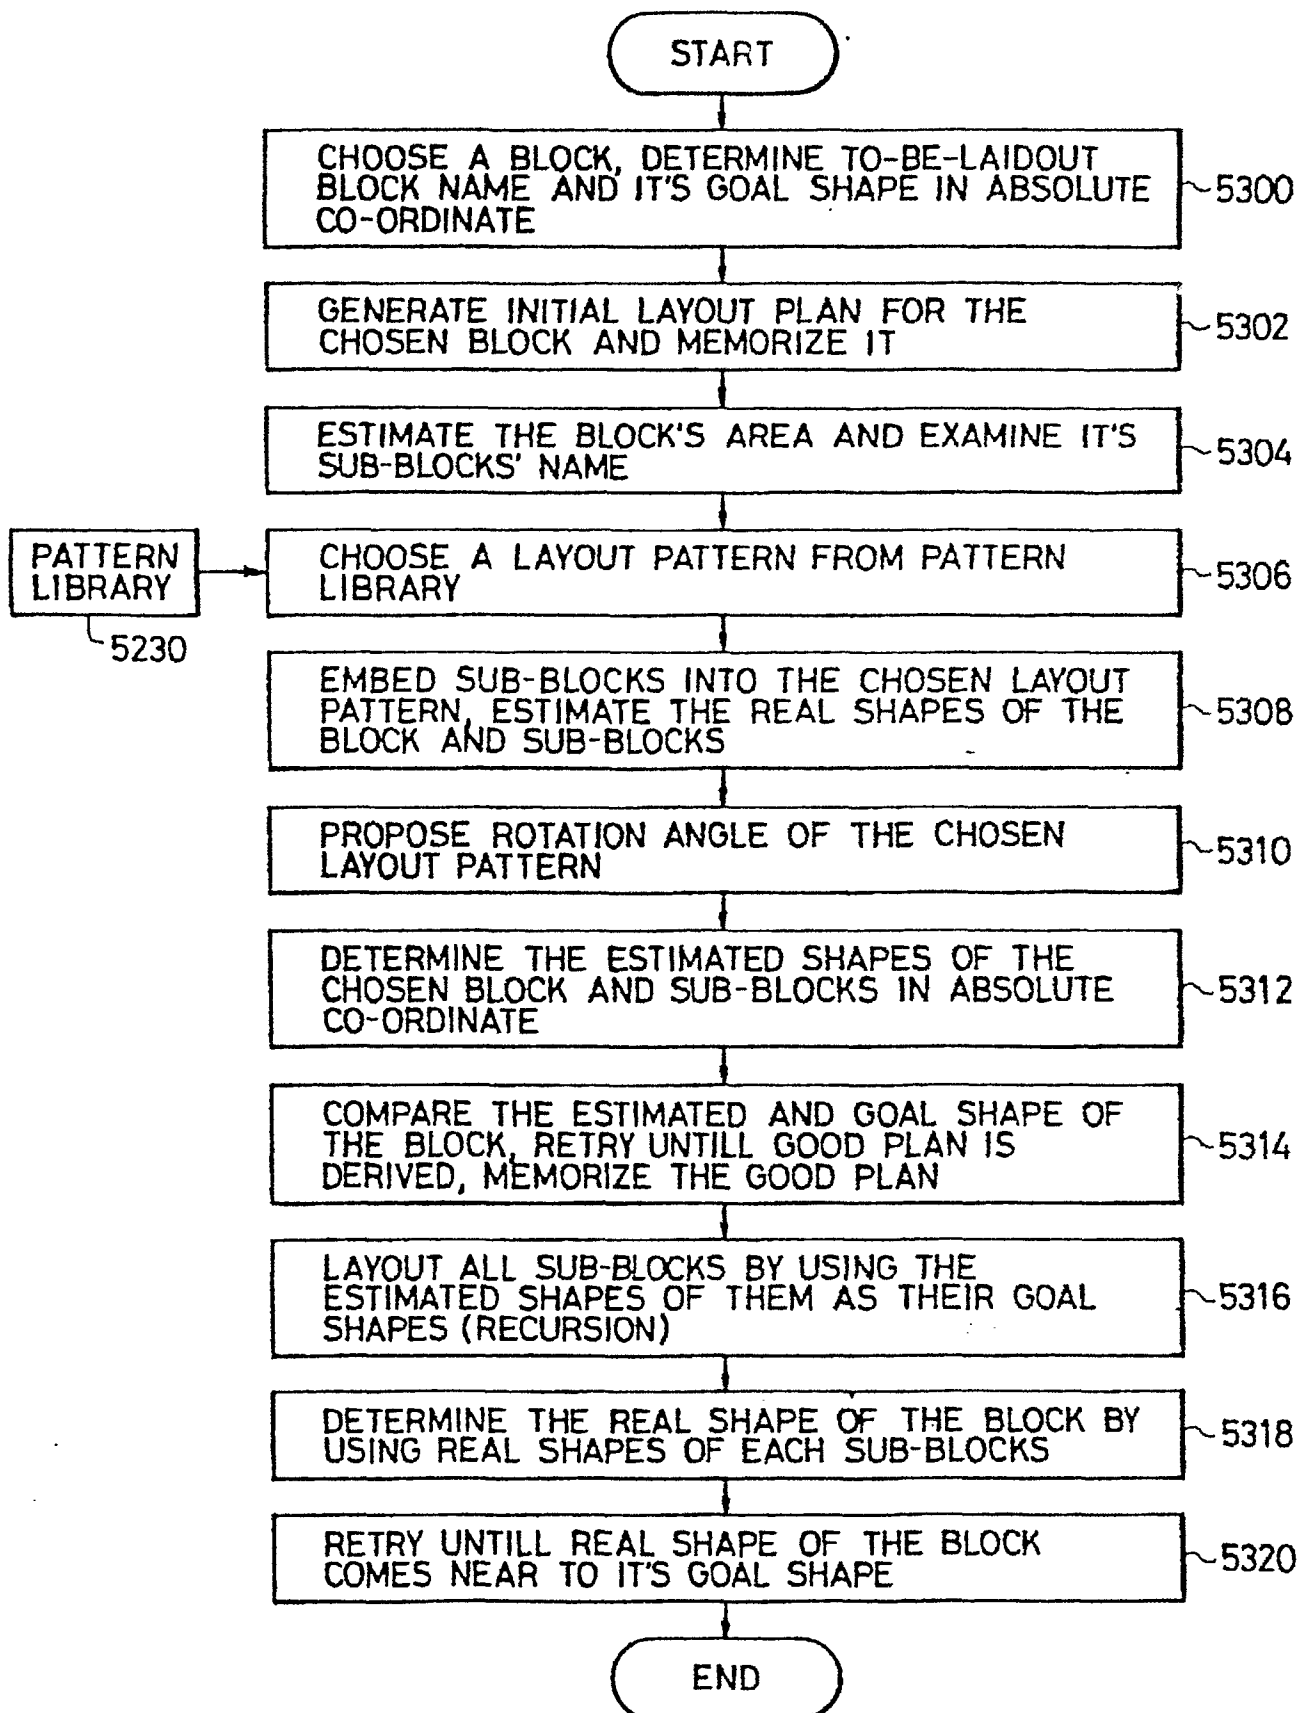 START
CHOOSE A BLOCK, DETERMINE TO-BE-LAIDOUT
BLOCK NAME AND IT'S GOAL SHAPE IN ABSOLUTE
CO-ORDINATE
5300
GENERATE INITIAL LAYOUT PLAN FOR THE
CHOSEN BLOCK AND MEMORIZE IT
5302
ESTIMATE THE BLOCK'S AREA AND EXAMINE IT'S
SUB-BLOCKS' NAME
5304
PATTERN
LIBRARY
5230
CHOOSE A LAYOUT PATTERN FROM PATTERN
LIBRARY
5306
EMBED SUB-BLOCKS INTO THE CHOSEN LAYOUT
PATTERN, ESTIMATE THE REAL SHAPES OF THE
BLOCK AND SUB-BLOCKS
5308
PROPOSE ROTATION ANGLE OF THE CHOSEN
LAYOUT PATTERN
5310
DETERMINE THE ESTIMATED SHAPES OF THE
CHOSEN BLOCK AND SUB-BLOCKS IN ABSOLUTE
CO-ORDINATE
5312
COMPARE THE ESTIMATED AND GOAL SHAPE OF
THE BLOCK, RETRY UNTILL GOOD PLAN IS
DERIVED, MEMORIZE THE GOOD PLAN
5314
LAYOUT ALL SUB-BLOCKS BY USING THE
ESTIMATED SHAPES OF THEM AS THEIR GOAL
SHAPES (RECURSION)
5316
DETERMINE THE REAL SHAPE OF THE BLOCK BY
USING REAL SHAPES OF EACH SUB-BLOCKS
5318
RETRY UNTILL REAL SHAPE OF THE BLOCK
COMES NEAR TO IT'S GOAL SHAPE
5320
END